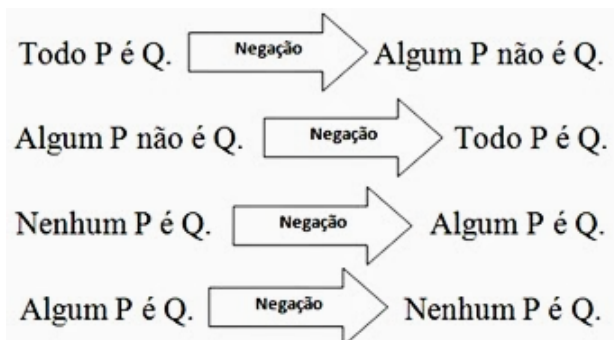 Todo P é Q. Negação Algum P não é Q.
Algum P não é Q. Negação Todo P é Q.
Nenhum P é Q. Negação Algum P é Q.
Algum P é Q. Negação Nenhum P é Q.